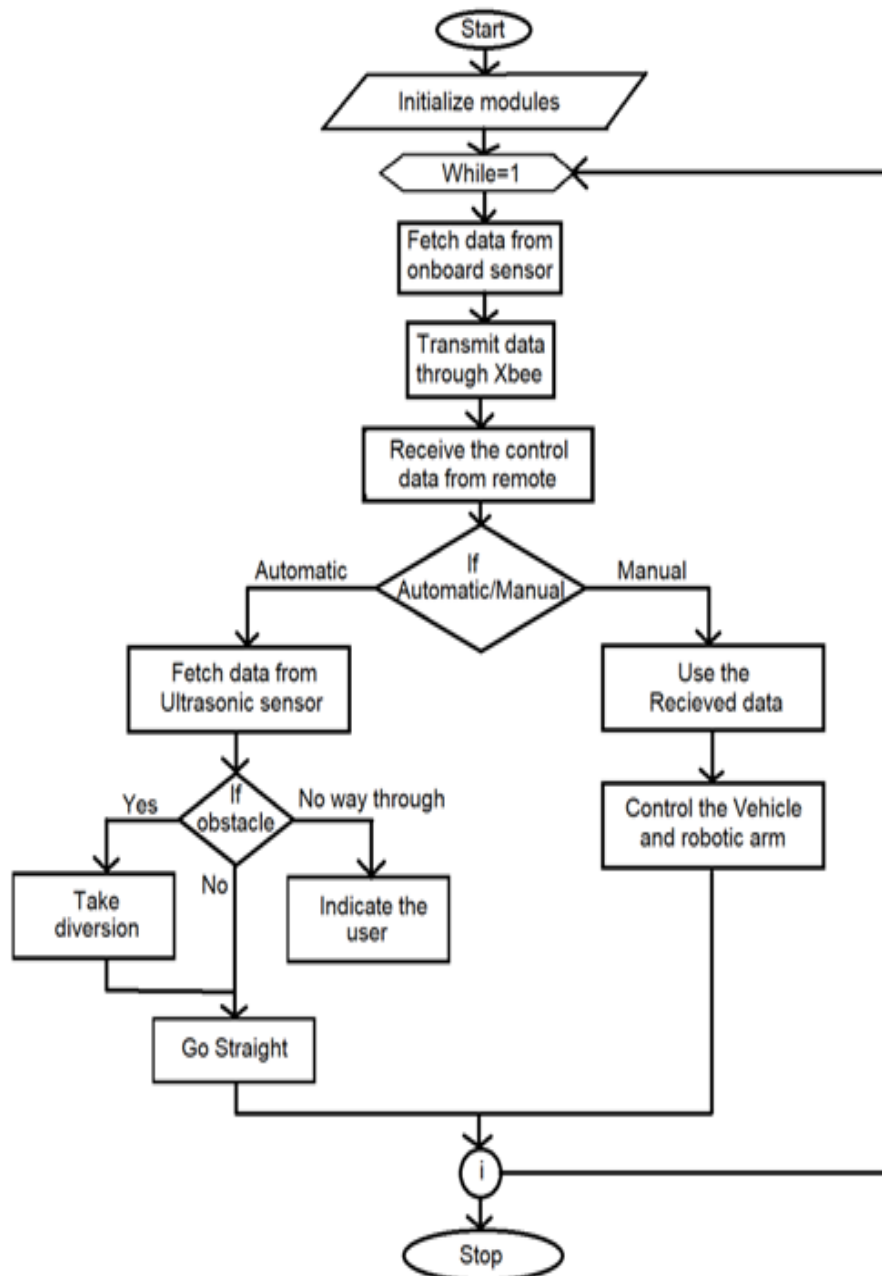 Start
Initialize modules
While=1
Fetch data from
onboard sensor
Transmit data
through Xbee
Receive the control
data from remote
If
Automatic/Manual
Automatic
Manual
Fetch data from
Ultrasonic sensor
Use the
Recieved data
If
obstacle
Yes
No way through
No
Control the Vehicle
and robotic arm
Take
diversion
Indicate the
user
Go Straight
i
Stop